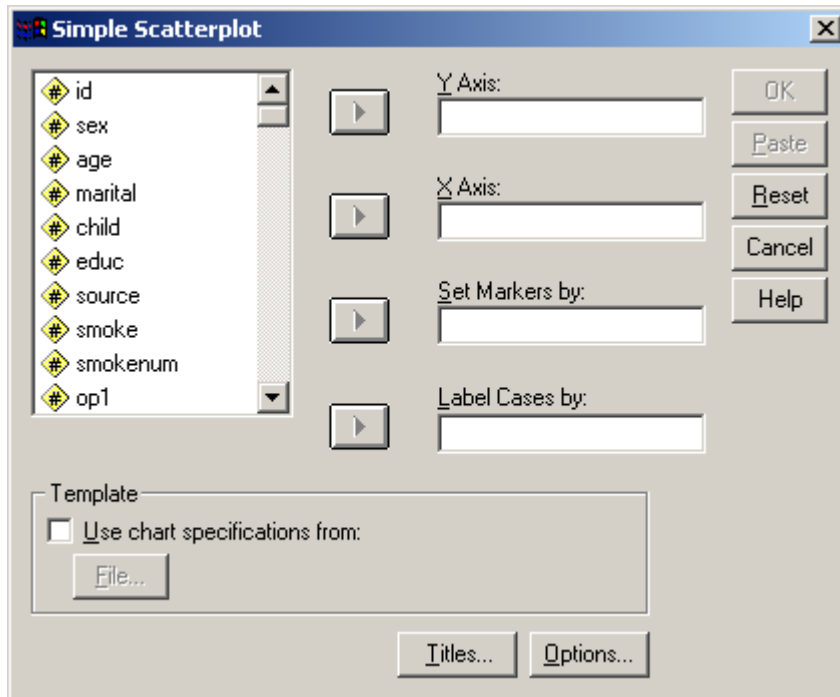 Simple Scatterplot
# id
# sex
# age
# marital
# child
# educ
# source
# smoke
# smokenum
# op1
Y Axis:
X Axis:
Set Markers by:
Label Cases by:
OK
Paste
Reset
Cancel
Help
Template
Use chart specifications from:
File...
Titles...
Options...